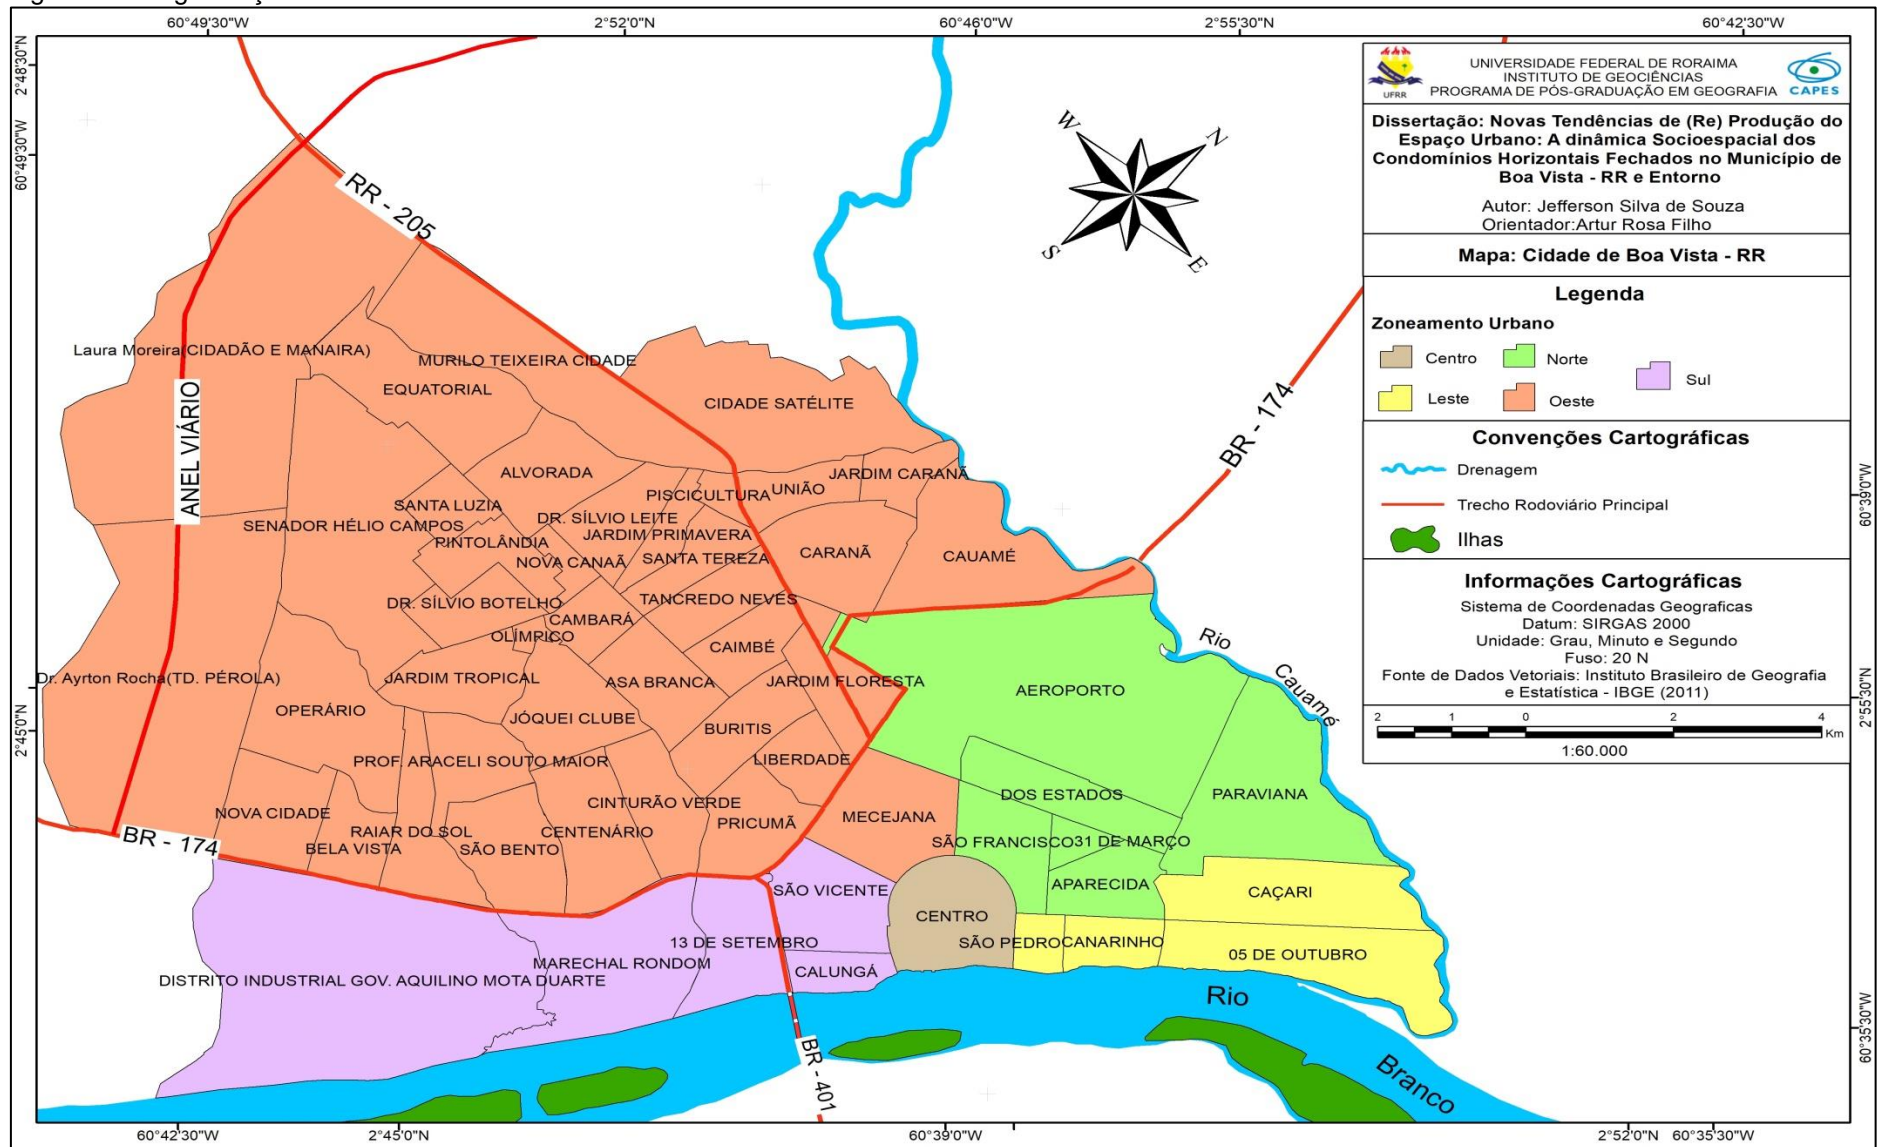 60°49'30"W
2°52'0"N
60°46'0"W
2°55'30"N
60°42'30"W
2°48'30"N
60°49'30"W
2°45'0"N
60°39'0"W
2°55'30"N
60°35'30"W
60°42'30"W
2°45'0"N
60°39'0"W
2°52'0"N
60°35'30"W
UFRR
UNIVERSIDADE FEDERAL DE RORAIMA
INSTITUTO DE GEOCIÊNCIAS
PROGRAMA DE PÓS-GRADUAÇÃO EM GEOGRAFIA
CAPES
Dissertação: Novas Tendências de (Re) Produção do
Espaço Urbano: A dinâmica Socioespacial dos
Condomínios Horizontais Fechados no Município de
Boa Vista - RR e Entorno
Autor: Jefferson Silva de Souza
Orientador:Artur Rosa Filho
Mapa: Cidade de Boa Vista - RR
Legenda
Zoneamento Urbano
Centro
Norte
Sul
Leste
Oeste
Convenções Cartográficas
Drenagem
Trecho Rodoviário Principal
Ilhas
Informações Cartográficas
Sistema de Coordenadas Geograficas
Datum: SIRGAS 2000
Unidade: Grau, Minuto e Segundo
Fuso: 20 N
Fonte de Dados Vetoriais: Instituto Brasileiro de Geografia
e Estatística - IBGE (2011)
2 1 0 2 4
Km
1:60.000
W
N
S
E
RR - 205
ANEL VIÁRIO
BR - 174
BR - 174
BR - 401
Laura Moreira(CIDADÃO E MANAIRA)
MURILO TEIXEIRA CIDADE
EQUATORIAL
CIDADE SATÉLITE
ALVORADA
JARDIM CARANÃ
PISCICULTURA
UNIÃO
SANTA LUZIA
SENADOR HÉLIO CAMPOS
DR. SÍLVIO LEITE
JARDIM PRIMAVERA
PINTOLÂNDIA
NOVA CANAÃ
SANTA TEREZA
CARANÃ
CAUAMÉ
DR. SÍLVIO BOTELHO
TANCREDO NEVES
CAMBARÁ
OLÍMPICO
CAIMBÉ
Dr. Ayrton Rocha(TD. PÉROLA)
JARDIM TROPICAL
ASA BRANCA
JARDIM FLORESTA
AEROPORTO
OPERÁRIO
JÓQUEI CLUBE
BURITIS
LIBERDADE
PROF. ARACELI SOUTO MAIOR
DOS ESTADOS
PARAVIANA
NOVA CIDADE
CINTURÃO VERDE
PRICUMÃ
MECEJANA
RAIAR DO SOL
CENTENÁRIO
BELA VISTA
SÃO BENTO
SÃO FRANCISCO
31 DE MARÇO
SÃO VICENTE
APARECIDA
CAÇARI
CENTRO
13 DE SETEMBRO
SÃO PEDRO
CANARINHO
05 DE OUTUBRO
MARECHAL RONDOM
CALUNGÁ
DISTRITO INDUSTRIAL GOV. AQUILINO MOTA DUARTE
Rio
Cauamé
Rio
Branco